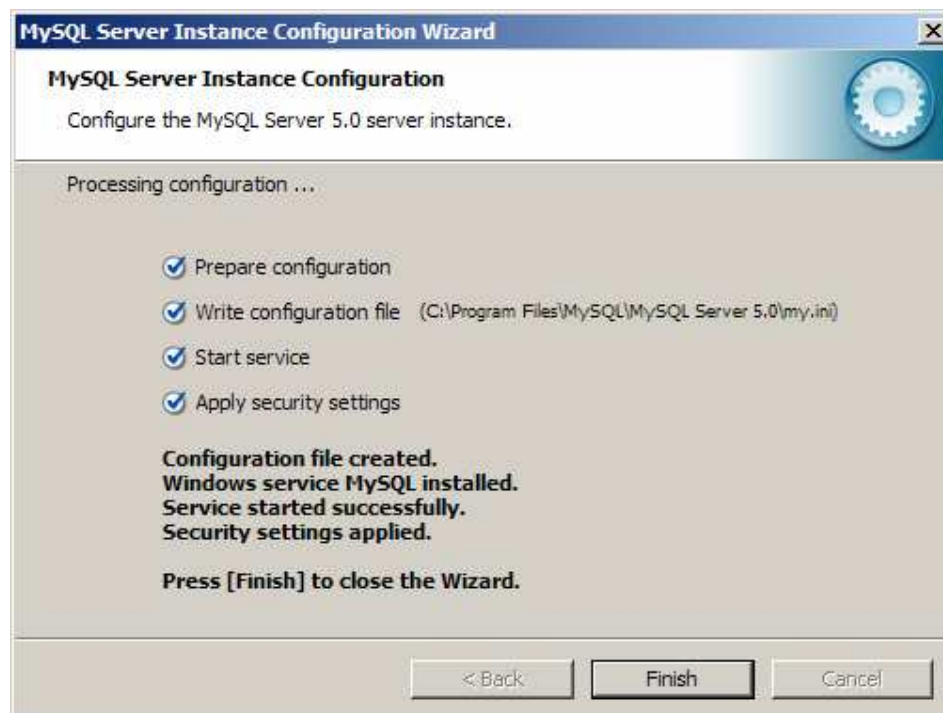 MySQL Server Instance Configuration Wizard
MySQL Server Instance Configuration
Configure the MySQL Server 5.0 server instance.
Processing configuration ...
Prepare configuration
Write configuration file (C:\Program Files\MySQL\MySQL Server 5.0\my.ini)
Start service
Apply security settings
Configuration file created.
Windows service MySQL installed.
Service started successfully.
Security settings applied.
Press [Finish] to close the Wizard.
< Back Finish Cancel